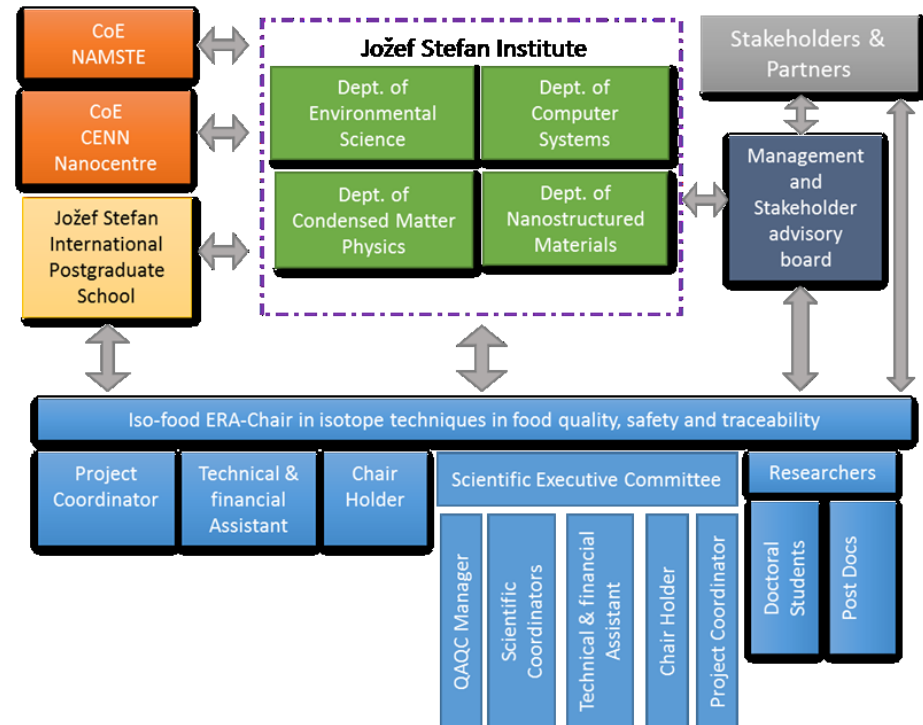 CoE
NAMSTE
CoE
CENN
Nanocentre
Jožef Stefan
International
Postgraduate
School
Jožef Stefan Institute
Dept. of
Environmental
Science
Dept. of
Computer
Systems
Dept. of
Condensed Matter
Physics
Dept. of
Nanostructured
Materials
Stakeholders &
Partners
Management
and
Stakeholder
advisory
board
Iso-food ERA-Chair in isotope techniques in food quality, safety and traceability
Project
Coordinator
Technical &
financial
Assistant
Chair
Holder
Scientific Executive Committee
QAQC Manager
Scientific
Coordinators
Technical & financial
Assistant
Chair Holder
Project Coordinator
Researchers
Doctoral
Students
Post Docs